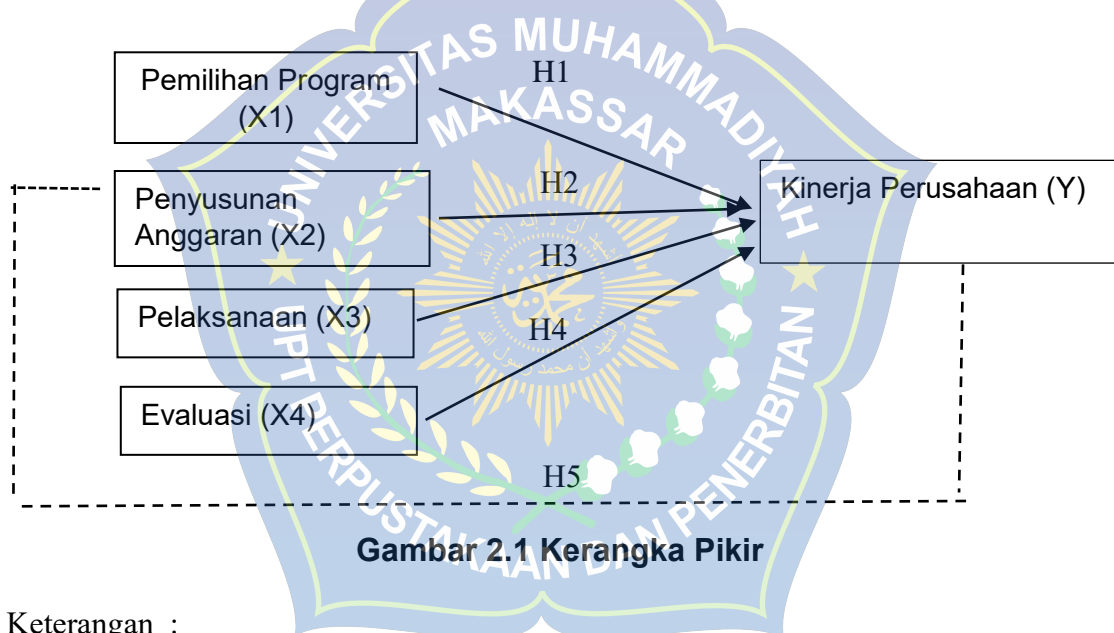 UNIVERSITAS MUHAMMADIYAH
MAKASSAR
Pemilihan Program
(X1)
H1
Penyusunan
Anggaran (X2)
H2
Kinerja Perusahaan (Y)
H3
Pelaksanaan (X3)
H4
Evaluasi (X4)
H5
UPT PERPUSTAKAAN DAN PENERBITAN
Gambar 2.1 Kerangka Pikir
Keterangan :